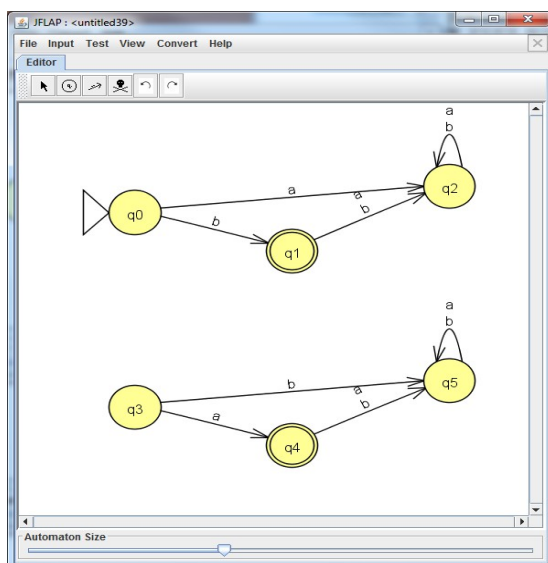 JFLAP : <untitled39>
File Input Test View Convert Help
Editor
a
b
q2
a
a
b
q0
b
q1
a
b
q5
b
a
b
q3
a
q4
Automaton Size